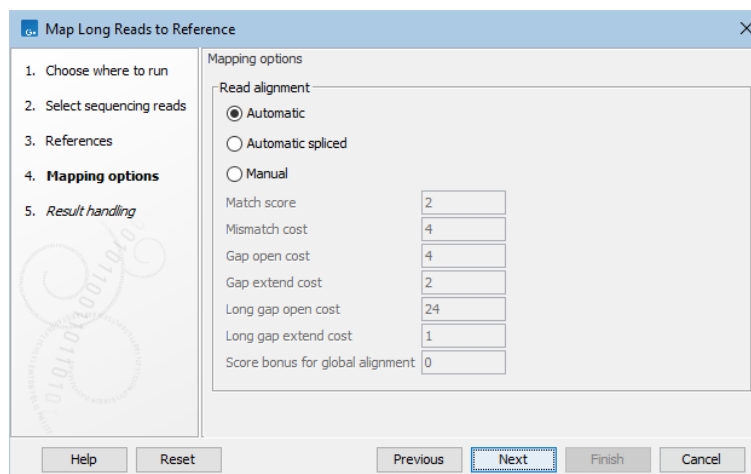 Map Long Reads to Reference
1. Choose where to run
2. Select sequencing reads
3. References
4. Mapping options
5. Result handling
Mapping options
Read alignment
Automatic
Automatic spliced
Manual
Match score 2
Mismatch cost 4
Gap open cost 4
Gap extend cost 2
Long gap open cost 24
Long gap extend cost 1
Score bonus for global alignment 0
Help Reset Previous Next Finish Cancel